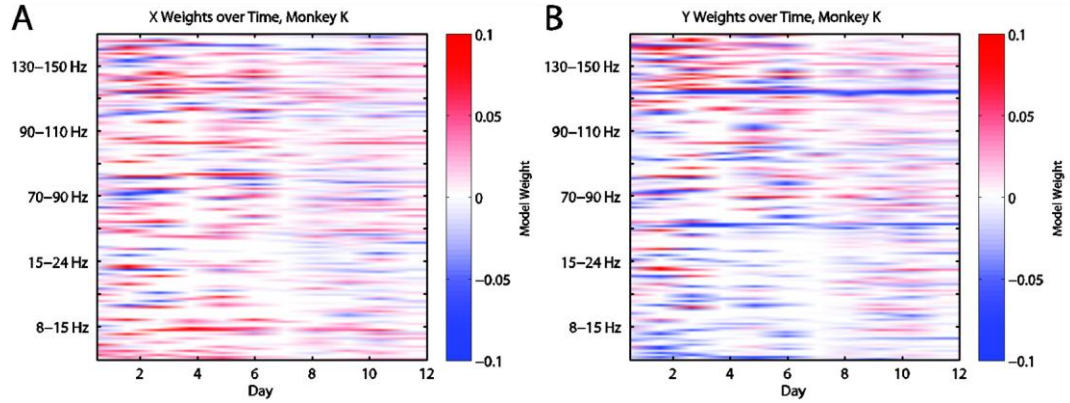 A
X Weights over Time, Monkey K
130–150 Hz
90–110 Hz
70–90 Hz
15–24 Hz
8–15 Hz
2 4 6 8 10 12
Day
0.1
0.05
0
−0.05
−0.1
Model Weight
B
Y Weights over Time, Monkey K
130–150 Hz
90–110 Hz
70–90 Hz
15–24 Hz
8–15 Hz
2 4 6 8 10 12
Day
0.1
0.05
0
−0.05
−0.1
Model Weight